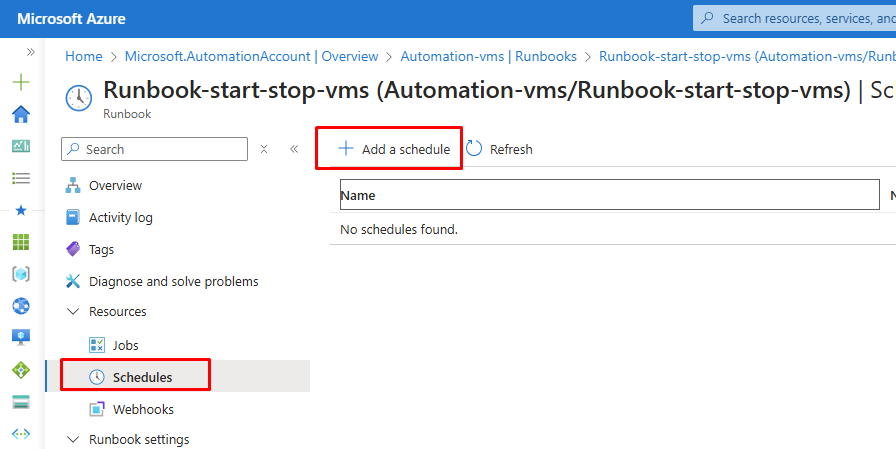 Microsoft Azure
Search resources, services, and
Home > Microsoft.AutomationAccount | Overview > Automation-vms | Runbooks > Runbook-start-stop-vms (Automation-vms/Runb
Runbook-start-stop-vms (Automation-vms/Runbook-start-stop-vms) | Sc
Runbook
Search
Add a schedule
Refresh
Overview
Activity log
Tags
Diagnose and solve problems
Resources
Jobs
Schedules
Webhooks
Runbook settings
Name
N
No schedules found.